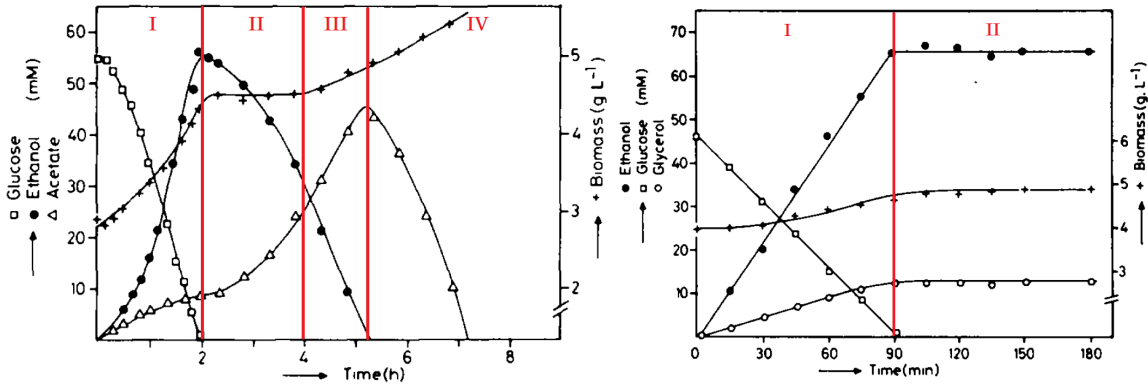 I II III IV
60
50
40
30
20
10
(mM)
□ Glucose
● Ethanol
△ Acetate
0 2 4 6 8
Time (h)
5
4
3
2
+ Biomass (g L⁻¹)
I II
70
60
50
40
30
20
10
(mM)
● Ethanol
□ Glucose
○ Glycerol
0 30 60 90 120 150 180
Time (min)
6
5
4
3
2
+ Biomass (g. L⁻¹)